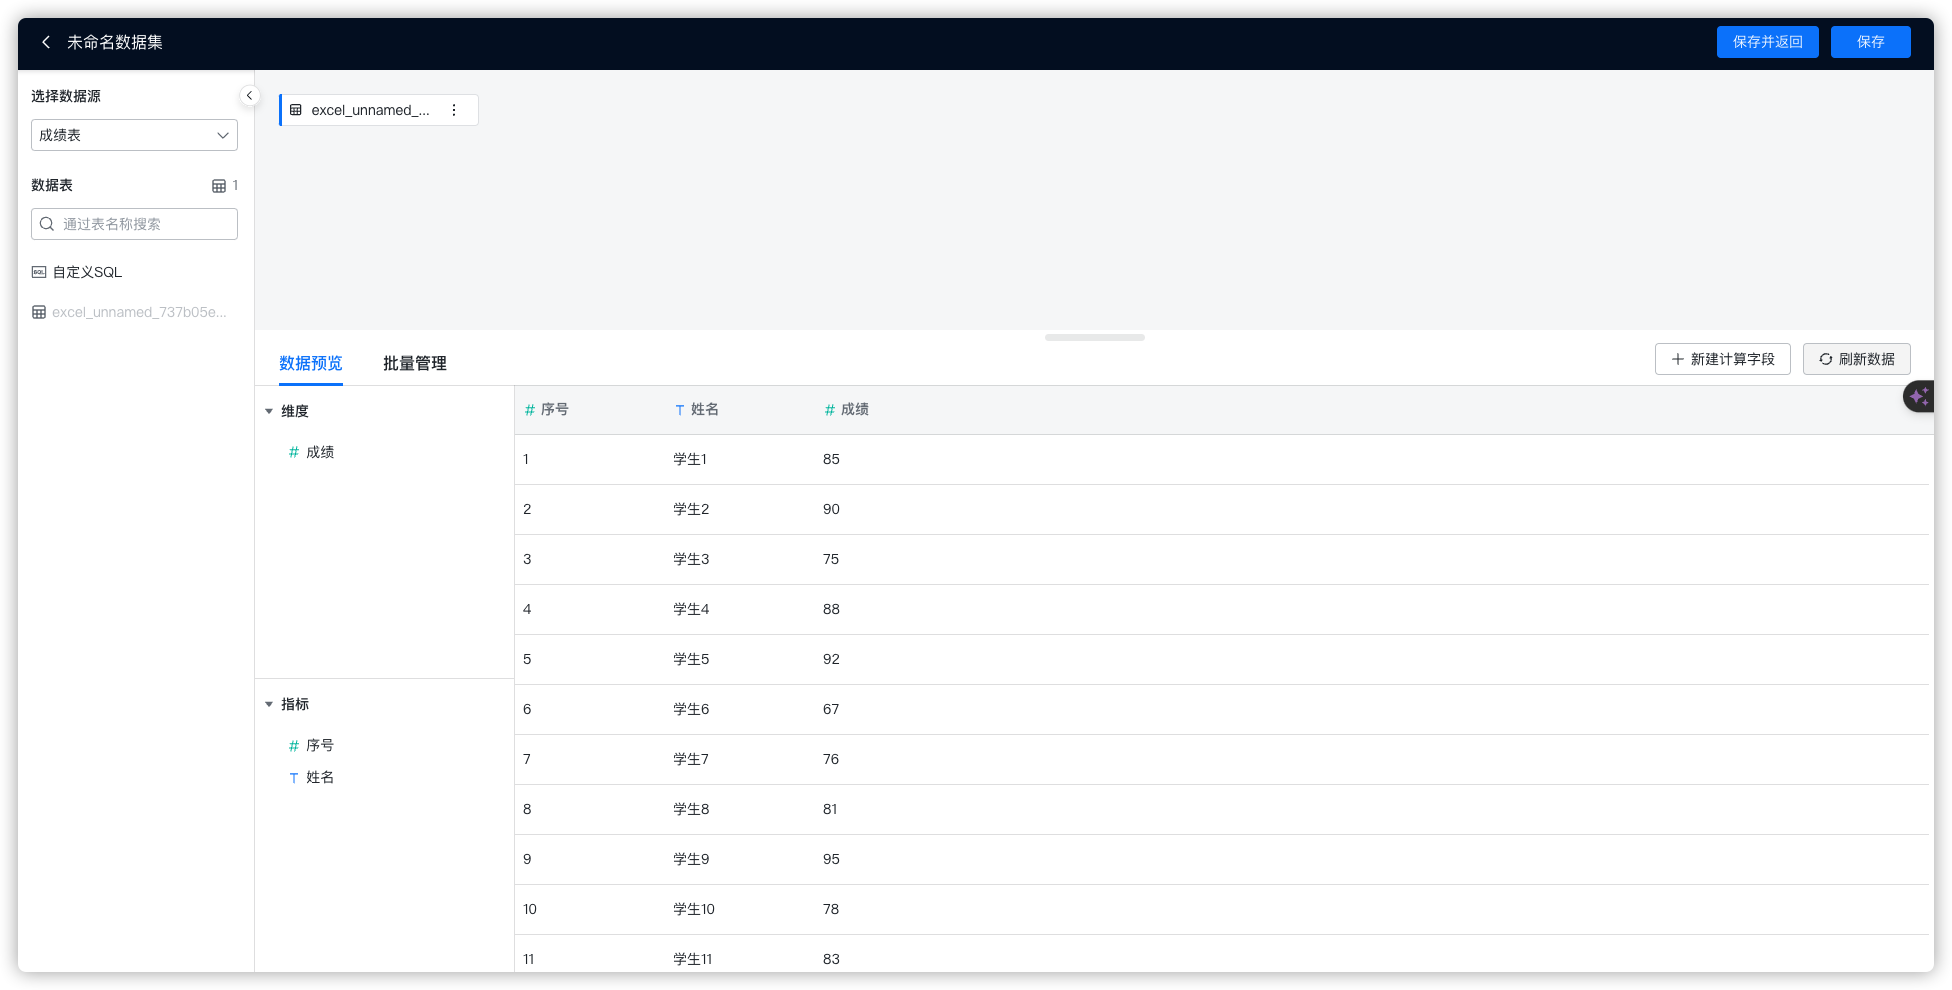 未命名数据集
保存并返回
保存
选择数据源
成绩表
数据表
1
通过表名称搜索
SQL
自定义SQL
excel_unnamed_737b05e...
excel_unnamed_...
数据预览
批量管理
新建计算字段
刷新数据
维度
# 成绩
指标
# 序号
T 姓名
# 序号 T 姓名 # 成绩
1 学生1 85
2 学生2 90
3 学生3 75
4 学生4 88
5 学生5 92
6 学生6 67
7 学生7 76
8 学生8 81
9 学生9 95
10 学生10 78
11 学生11 83